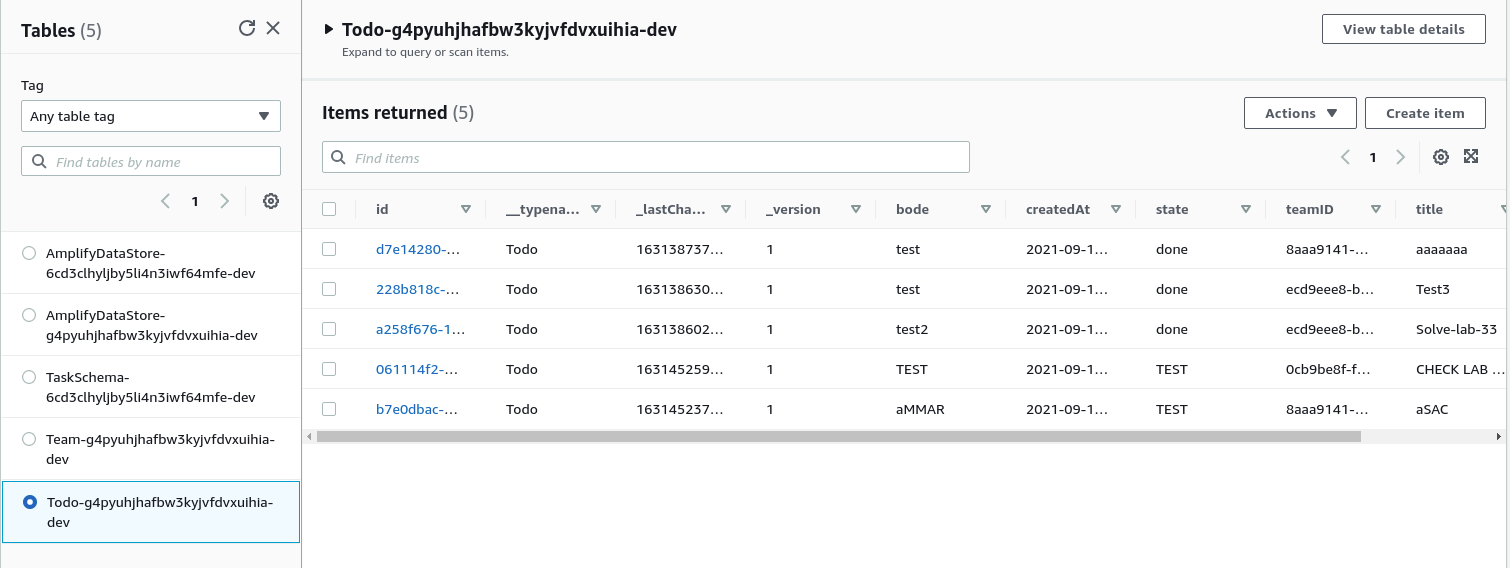 Tables (5)
Tag
Any table tag
Find tables by name
1
AmplifyDataStore-
6cd3clhyljby5li4n3iwf64mfe-dev
AmplifyDataStore-
g4pyuhjhafbw3kyjvfdvxuihia-dev
TaskSchema-
6cd3clhyljby5li4n3iwf64mfe-dev
Team-g4pyuhjhafbw3kyjvfdvxuihia-
dev
Todo-g4pyuhjhafbw3kyjvfdvxuihia-
dev
Todo-g4pyuhjhafbw3kyjvfdvxuihia-dev
Expand to query or scan items.
View table details
Items returned (5)
Actions
Create item
Find items
1
id __typena... _lastCha... _version bode createdAt state teamID title
d7e14280-... Todo 163138737... 1 test 2021-09-1... done 8aaa9141-... aaaaaaa
228b818c-... Todo 163138630... 1 test 2021-09-1... done ecd9eee8-b... Test3
a258f676-1... Todo 163138602... 1 test2 2021-09-1... done ecd9eee8-b... Solve-lab-33
061114f2-... Todo 163145259... 1 TEST 2021-09-1... TEST 0cb9be8f-f... CHECK LAB ...
b7e0dbac-... Todo 163145237... 1 aMMAR 2021-09-1... TEST 8aaa9141-... aSAC